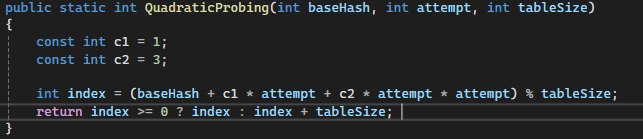 public static int QuadraticProbing(int baseHash, int attempt, int tableSize)
{
const int c1 = 1;
const int c2 = 3;
int index = (baseHash + c1 * attempt + c2 * attempt * attempt) % tableSize;
return index >= 0 ? index : index + tableSize;
}